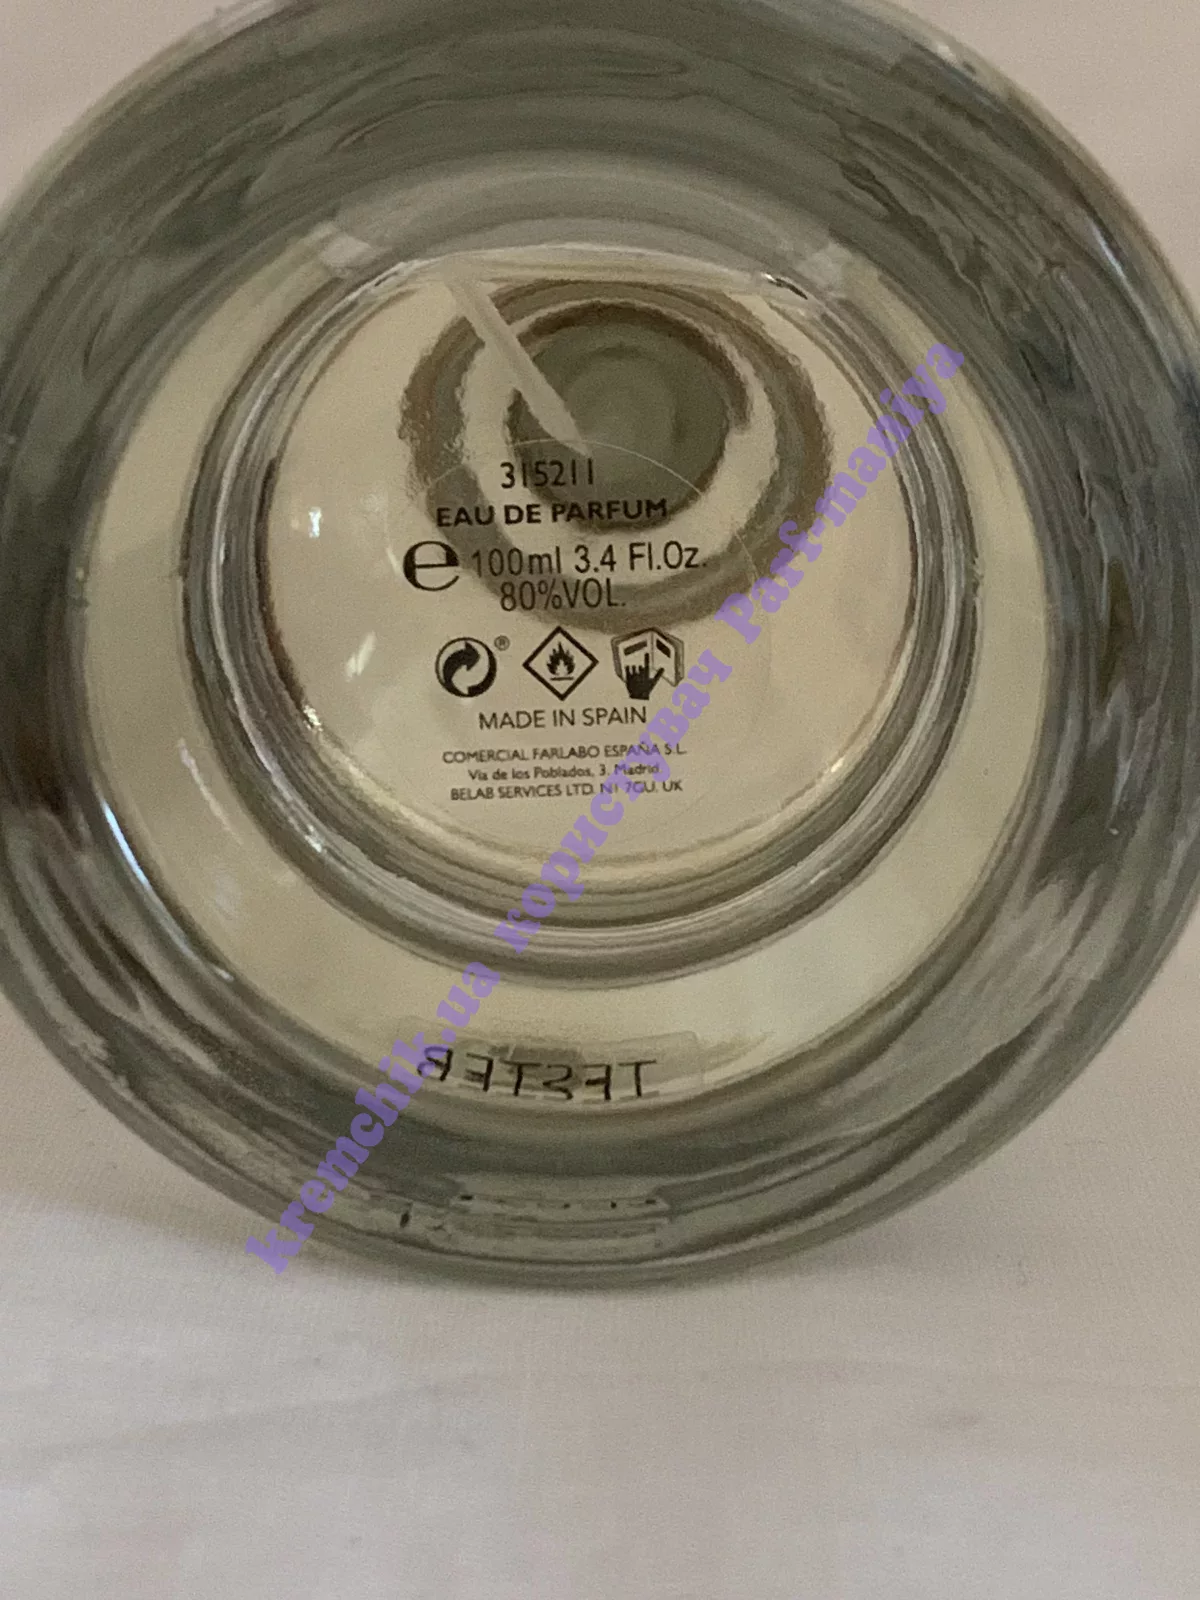 315211
EAU DE PARFUM
e 100ml 3.4 Fl.Oz.
80%VOL.
®
MADE IN SPAIN
COMERCIAL FARLABO ESPAÑA S.L.
Vía de los Poblados, 3. Madrid
BELAB SERVICES LTD. N1 7GU. UK
TESTER
kremchik.ua користувач Parf-maniya